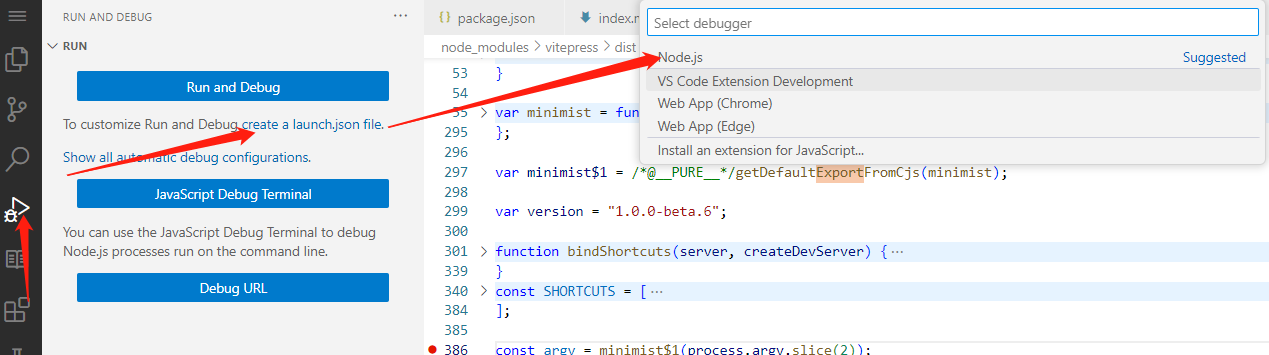 RUN AND DEBUG
RUN
Run and Debug
To customize Run and Debug create a launch.json file.
Show all automatic debug configurations.
JavaScript Debug Terminal
You can use the JavaScript Debug Terminal to debug
Node.js processes run on the command line.
Debug URL
{} package.json
index.
node_modules > vitepress > dist
53 }
54
55 var minimist = fun
295 };
296
297 var minimist$1 = /*@__PURE__*/getDefaultExportFromCjs(minimist);
298
299 var version = "1.0.0-beta.6";
300
301 function bindShortcuts(server, createDevServer) {…
339 }
340 const SHORTCUTS = […
384 ];
385
386 const argv = minimist$1(process.argv.slice(2));
Select debugger
Node.js Suggested
VS Code Extension Development
Web App (Chrome)
Web App (Edge)
Install an extension for JavaScript...